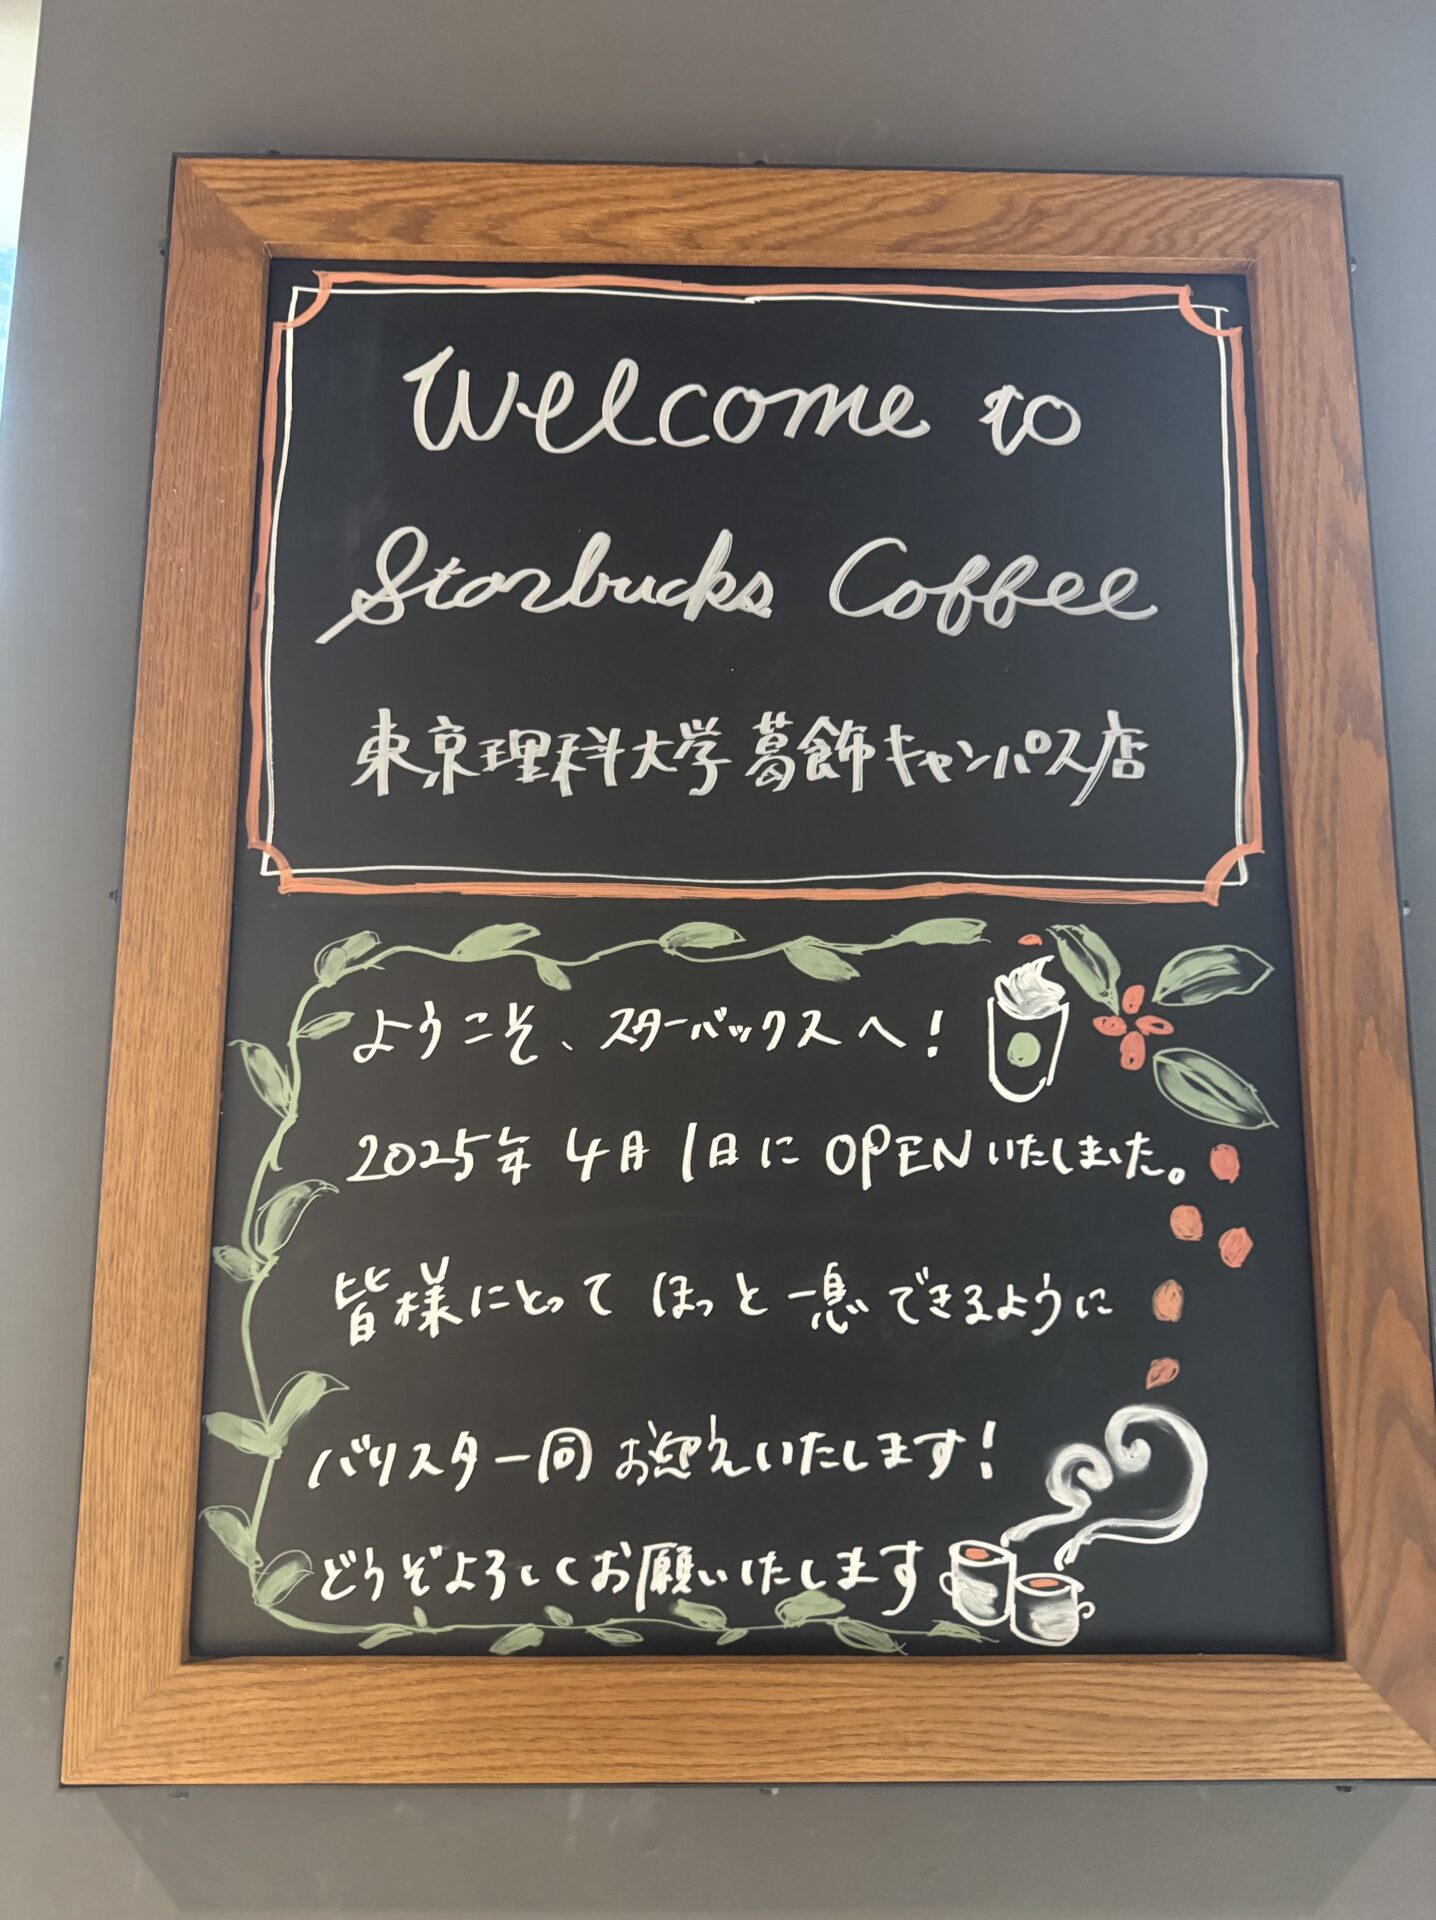 Welcome to
Starbucks Coffee
東京理科大学 葛飾キャンパス店
ようこそ、スターバックスへ!
2025年 4月 1日に OPENいたしました。
皆様にとって ほっと 一息 できるように
バリスタ一同 お迎えいたします!
どうぞよろしくお願いいたします